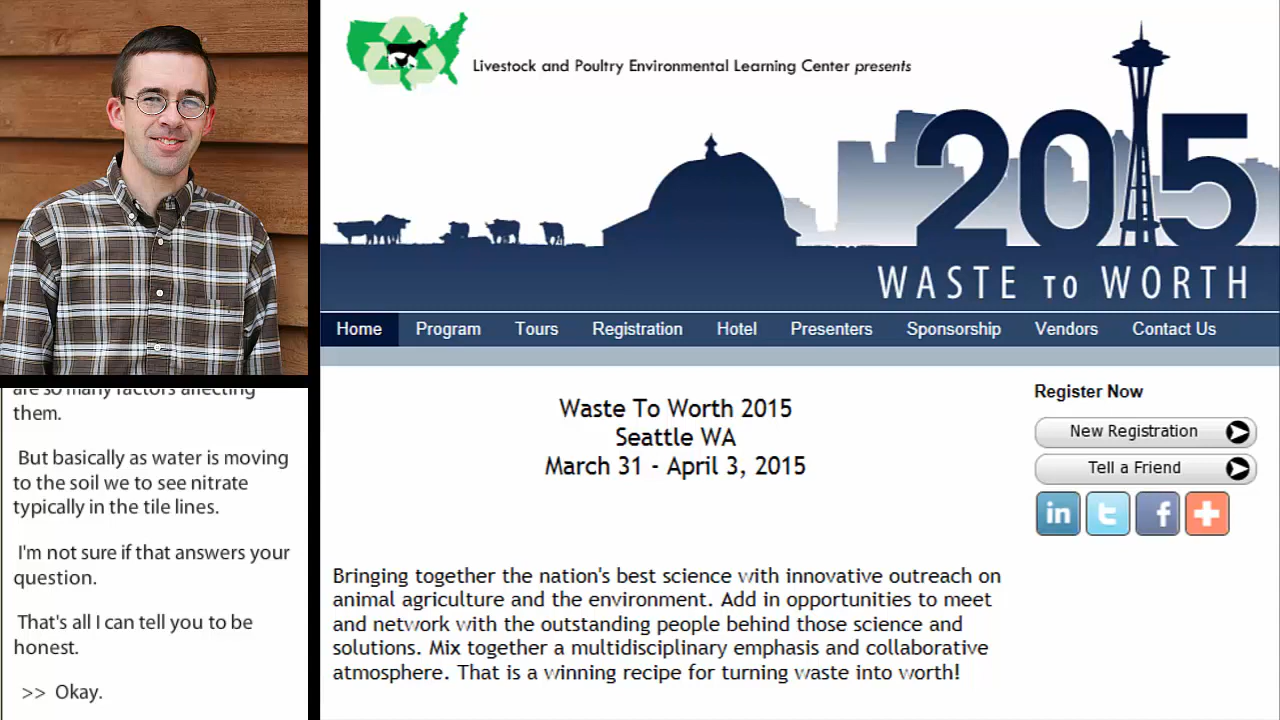 Livestock and Poultry Environmental Learning Center presents
2015
WASTE TO WORTH
Home Program Tours Registration Hotel Presenters Sponsorship Vendors Contact Us
Waste To Worth 2015
Seattle WA
March 31 - April 3, 2015
Bringing together the nation's best science with innovative outreach on
animal agriculture and the environment. Add in opportunities to meet
and network with the outstanding people behind those science and
solutions. Mix together a multidisciplinary emphasis and collaborative
atmosphere. That is a winning recipe for turning waste into worth!
Register Now
New Registration
Tell a Friend
in t f
are so many factors affecting
them.
But basically as water is moving
to the soil we to see nitrate
typically in the tile lines.
I'm not sure if that answers your
question.
That's all I can tell you to be
honest.
>> Okay.